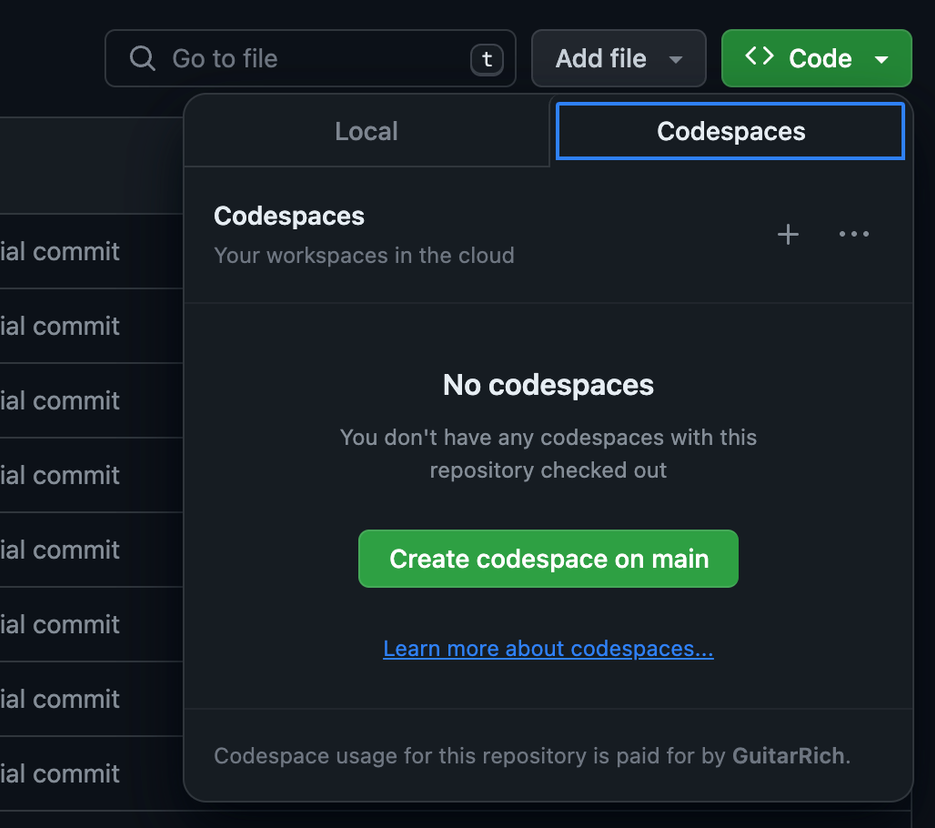 Go to file
t
Add file
Code
Local
Codespaces
Codespaces
Your workspaces in the cloud
No codespaces
You don't have any codespaces with this
repository checked out
Create codespace on main
Learn more about codespaces...
Codespace usage for this repository is paid for by GuitarRich.
ial commit
ial commit
ial commit
ial commit
ial commit
ial commit
ial commit
ial commit